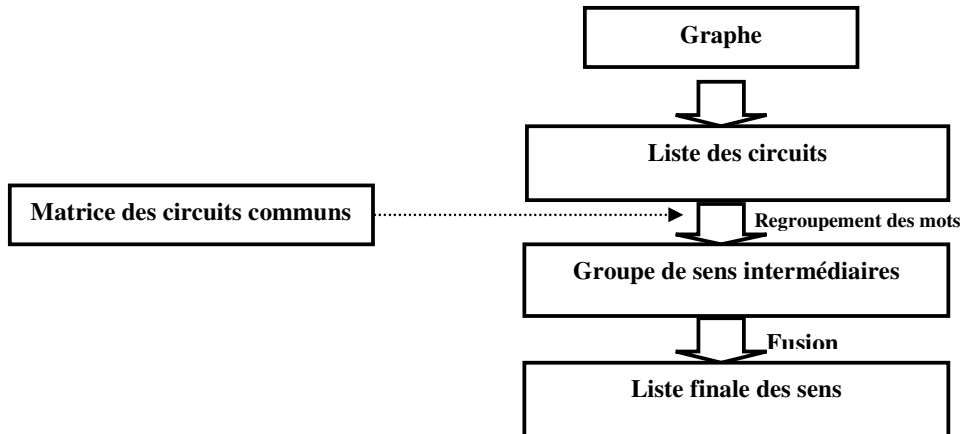 Graphe
Liste des circuits
Matrice des circuits communs
Regroupement des mots
Groupe de sens intermédiaires
Fusion
Liste finale des sens